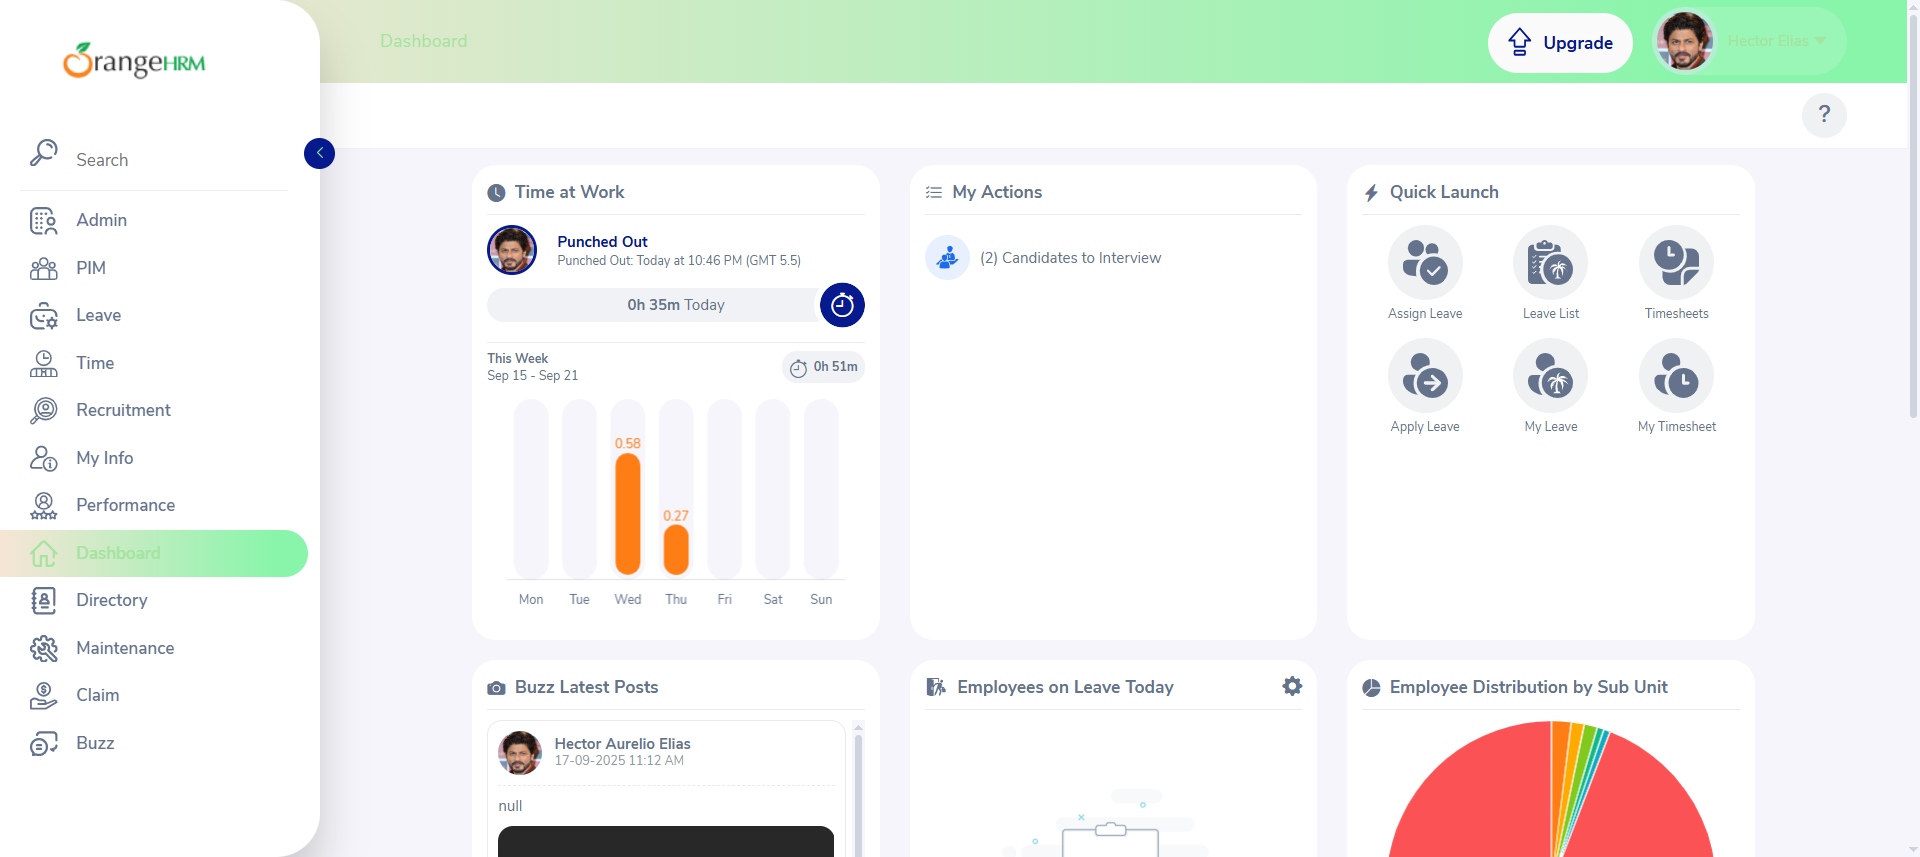 OrangeHRM
Dashboard
Upgrade
Hector Elias
?
Search
Admin
PIM
Leave
Time
Recruitment
My Info
Performance
Dashboard
Directory
Maintenance
Claim
Buzz
Time at Work
Punched Out
Punched Out: Today at 10:46 PM (GMT 5.5)
0h 35m Today
This Week
Sep 15 - Sep 21
0h 51m
0.58
0.27
Mon Tue Wed Thu Fri Sat Sun
My Actions
(2) Candidates to Interview
Quick Launch
Assign Leave
Leave List
Timesheets
Apply Leave
My Leave
My Timesheet
Buzz Latest Posts
Hector Aurelio Elias
17-09-2025 11:12 AM
null
Employees on Leave Today
Employee Distribution by Sub Unit